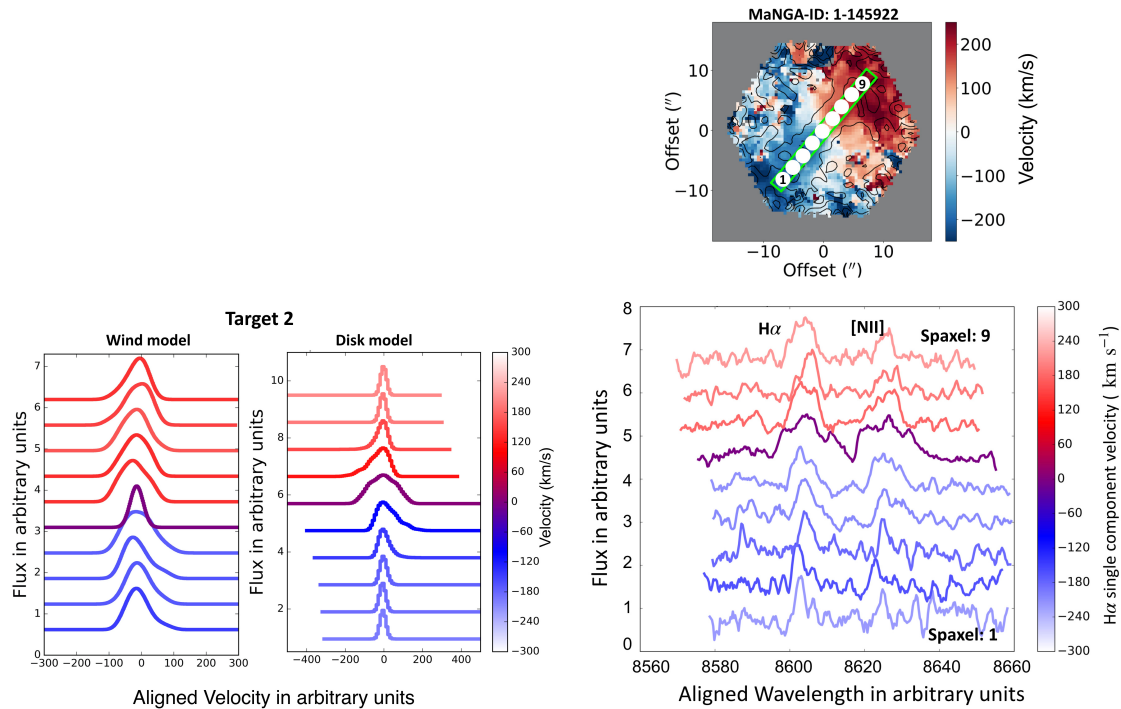 MaNGA-ID: 1-145922
Offset (″)
10
0
−10
−10 0 10
Offset (″)
9
1
200
100
0
−100
−200
Velocity (km/s)
Target 2
Wind model
Disk model
Flux in arbitrary units
7
6
5
4
3
2
1
0
−300 −200 −100 0 100 200 300
Flux in arbitrary units
10
8
6
4
2
−400 −200 0 200 400
300
240
180
120
60
0
−60
−120
−180
−240
−300
Velocity (km/s)
Aligned Velocity in arbitrary units
Flux in arbitrary units
8
7
6
5
4
3
2
1
0
Hα
[NII]
Spaxel: 9
Spaxel: 1
8560 8580 8600 8620 8640 8660
Aligned Wavelength in arbitrary units
300
240
180
120
60
0
−60
−120
−180
−240
−300
Hα single component velocity ( km s⁻¹)